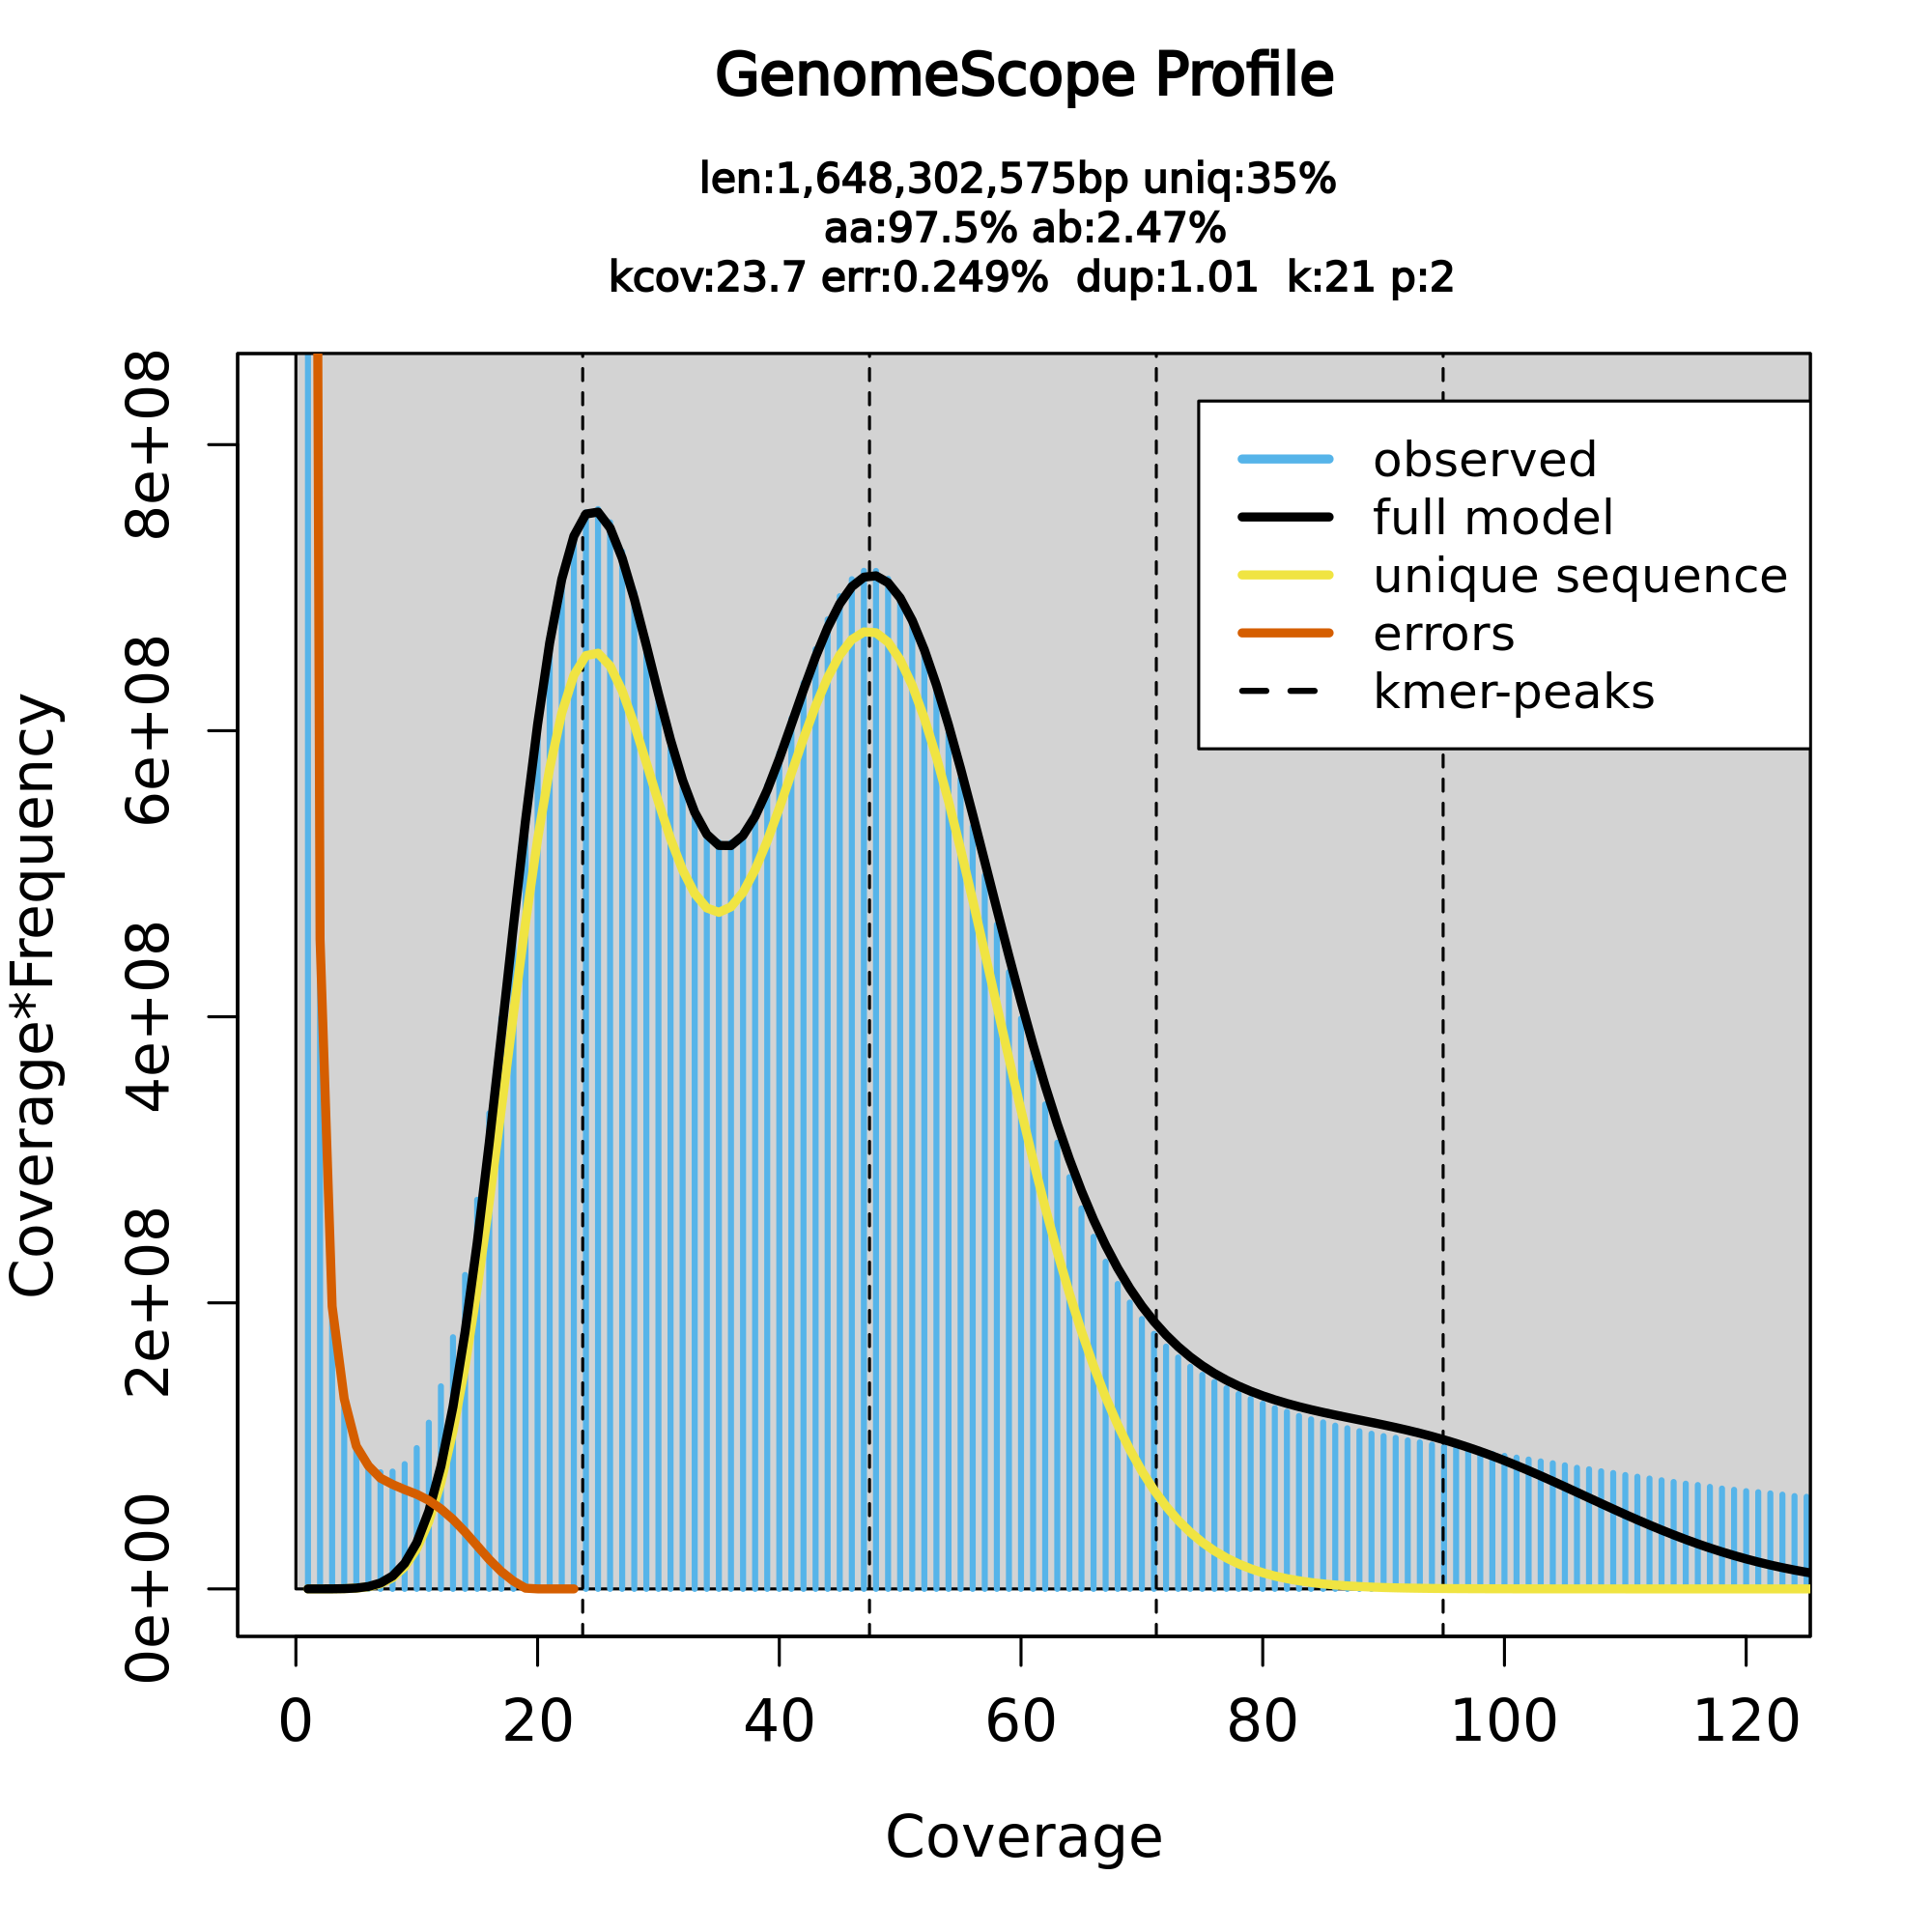 GenomeScope Profile
len:1,648,302,575bp uniq:35%
aa:97.5% ab:2.47%
kcov:23.7 err:0.249%  dup:1.01  k:21 p:2
observed
full model
unique sequence
errors
kmer-peaks
Coverage*Frequency
8e+08
6e+08
4e+08
2e+08
0e+00
0 20 40 60 80 100 120
Coverage